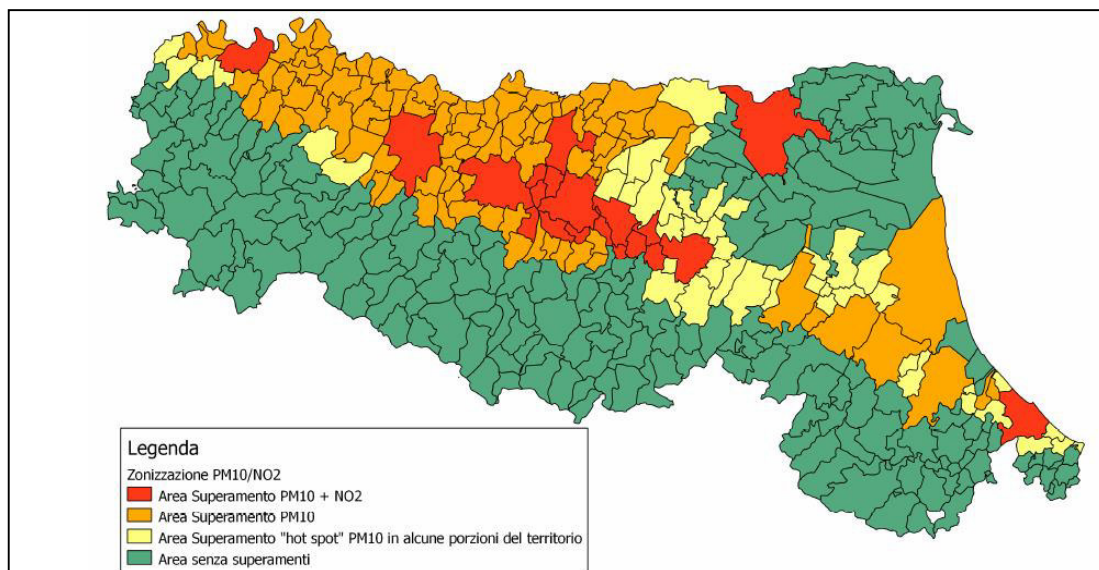 Legenda
Zonizzazione PM10/NO2
Area Superamento PM10 + NO2
Area Superamento PM10
Area Superamento "hot spot" PM10 in alcune porzioni del territorio
Area senza superamenti